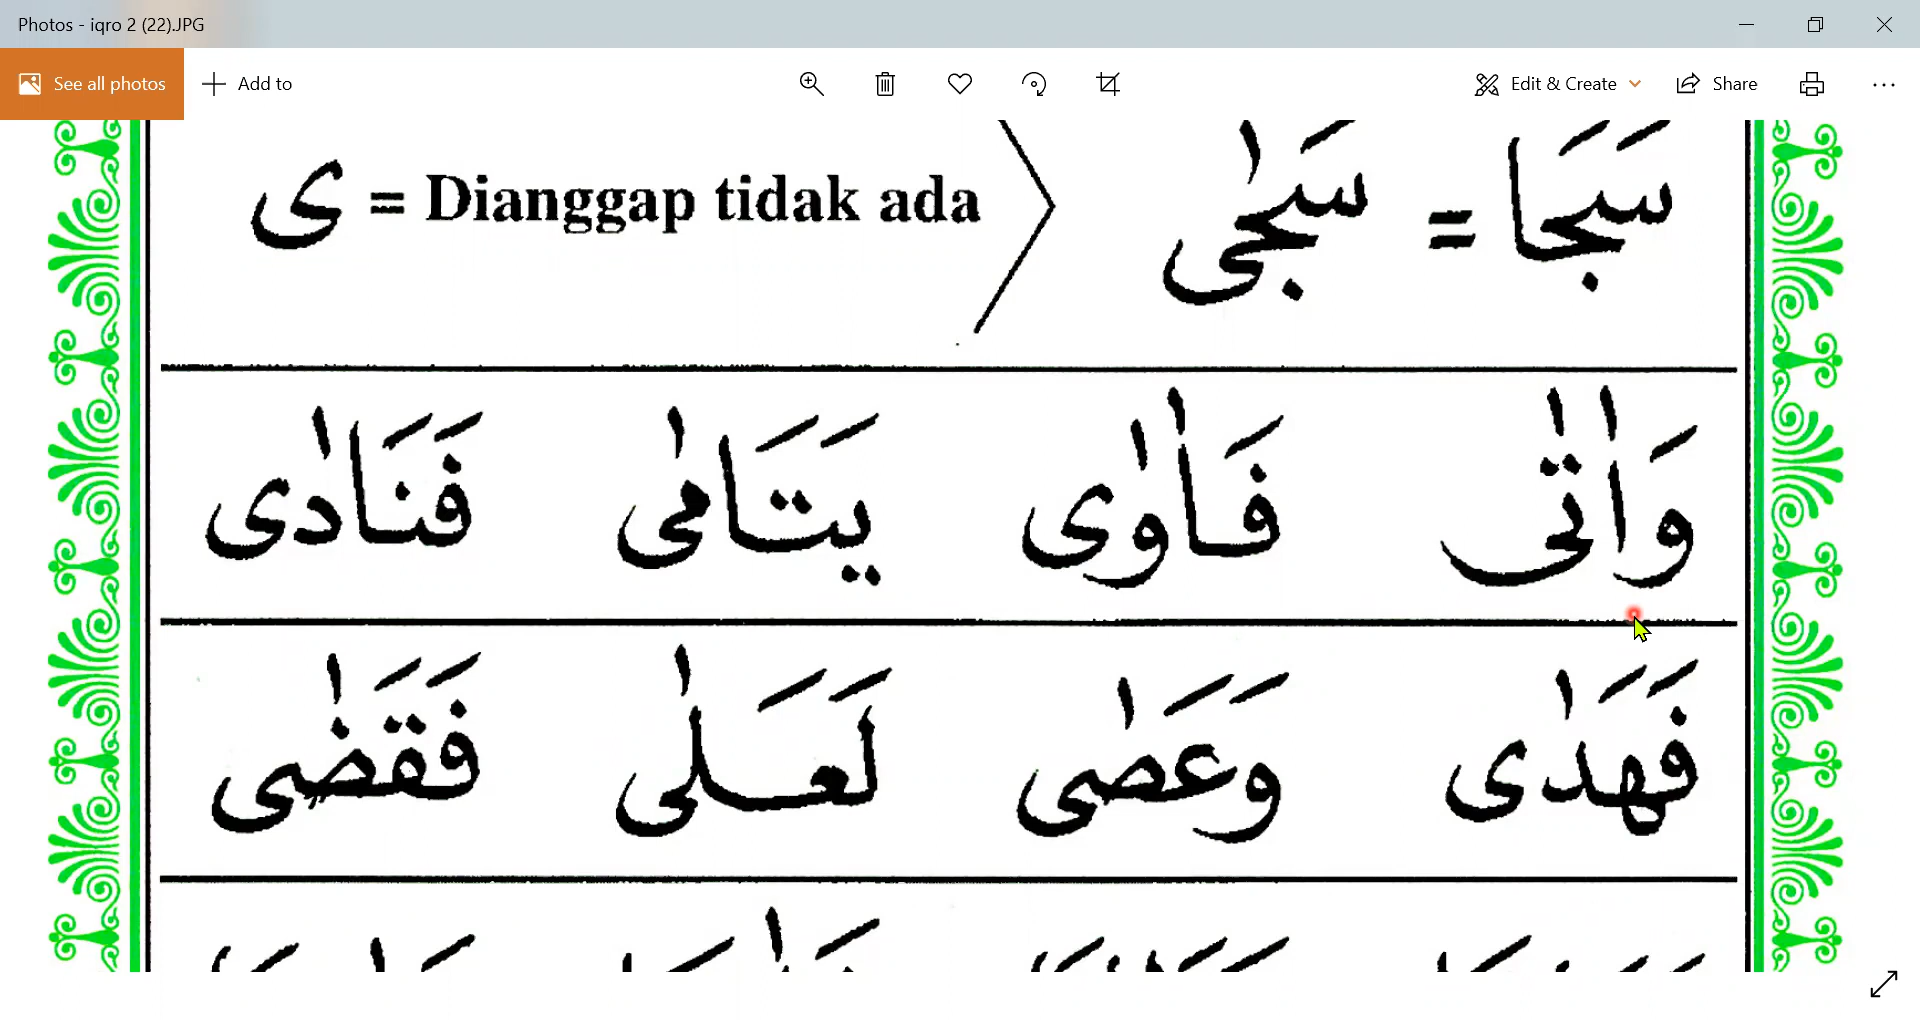 Photos - iqro 2 (22).JPG
See all photos
Add to
Edit & Create
Share
سَجَا = سَجٰى
ى = Dianggap tidak ada
وَاٰتٰى فَاٰوٰى يَتَامٰى فَنَادٰى
فَهَدٰى وَعَصٰى لَعَلٰى فَقَضٰى